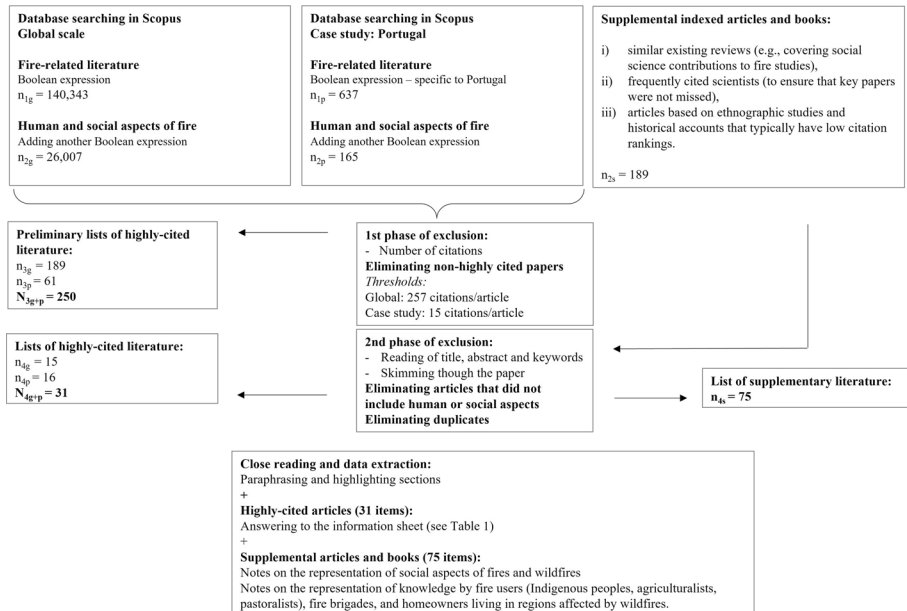 Database searching in Scopus
Global scale
Fire-related literature
Boolean expression
n1g = 140,343
Human and social aspects of fire
Adding another Boolean expression
n2g = 26,007
Database searching in Scopus
Case study: Portugal
Fire-related literature
Boolean expression – specific to Portugal
n1p = 637
Human and social aspects of fire
Adding another Boolean expression
n2p = 165
Supplemental indexed articles and books:
i) similar existing reviews (e.g., covering social
science contributions to fire studies),
ii) frequently cited scientists (to ensure that key papers
were not missed),
iii) articles based on ethnographic studies and
historical accounts that typically have low citation
rankings.
n2s = 189
Preliminary lists of highly-cited
literature:
n3g = 189
n3p = 61
N3g+p = 250
1st phase of exclusion:
- Number of citations
Eliminating non-highly cited papers
Thresholds:
Global: 257 citations/article
Case study: 15 citations/article
Lists of highly-cited literature:
n4g = 15
n4p = 16
N4g+p = 31
2nd phase of exclusion:
- Reading of title, abstract and keywords
- Skimming though the paper
Eliminating articles that did not
include human or social aspects
Eliminating duplicates
List of supplementary literature:
n4s = 75
Close reading and data extraction:
Paraphrasing and highlighting sections
+
Highly-cited articles (31 items):
Answering to the information sheet (see Table 1)
+
Supplemental articles and books (75 items):
Notes on the representation of social aspects of fires and wildfires
Notes on the representation of knowledge by fire users (Indigenous peoples, agriculturalists,
pastoralists), fire brigades, and homeowners living in regions affected by wildfires.